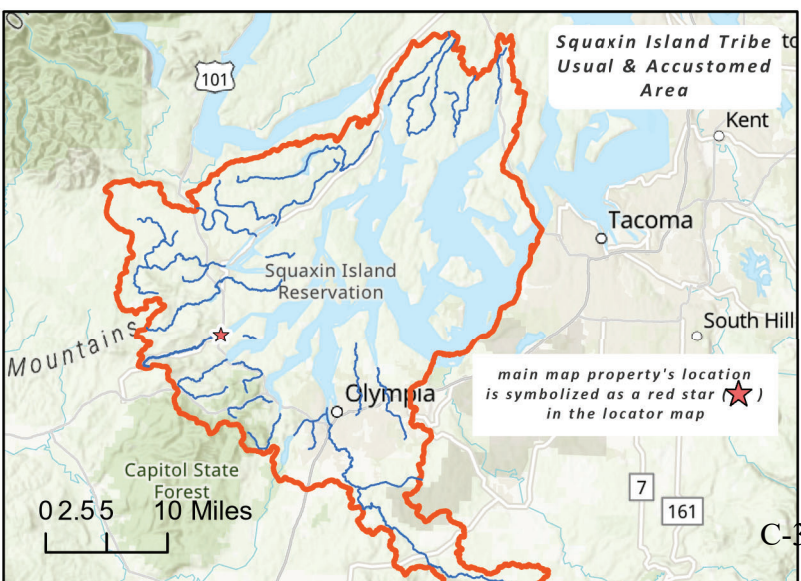 Squaxin Island Tribe
Usual & Accustomed
Area
101
Kent
Tacoma
Squaxin Island
Reservation
South Hill
Mountains
main map property's location
is symbolized as a red star ( )
in the locator map
Olympia
Capitol State
Forest
7
161
0 2.5 5 10 Miles